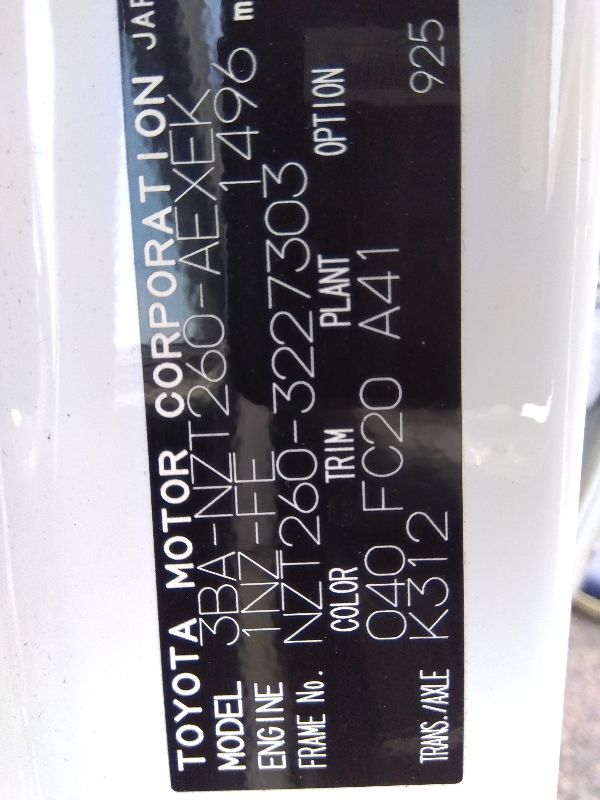 TOYOTA MOTOR CORPORATION JAP
MODEL 3BA-NZT260-AEXEK
ENGINE 1NZ-FE 1496 m
FRAME No. NZT260-3227303
COLOR TRIM PLANT OPTION
040 FC20 A41
TRANS./AXLE K312 925